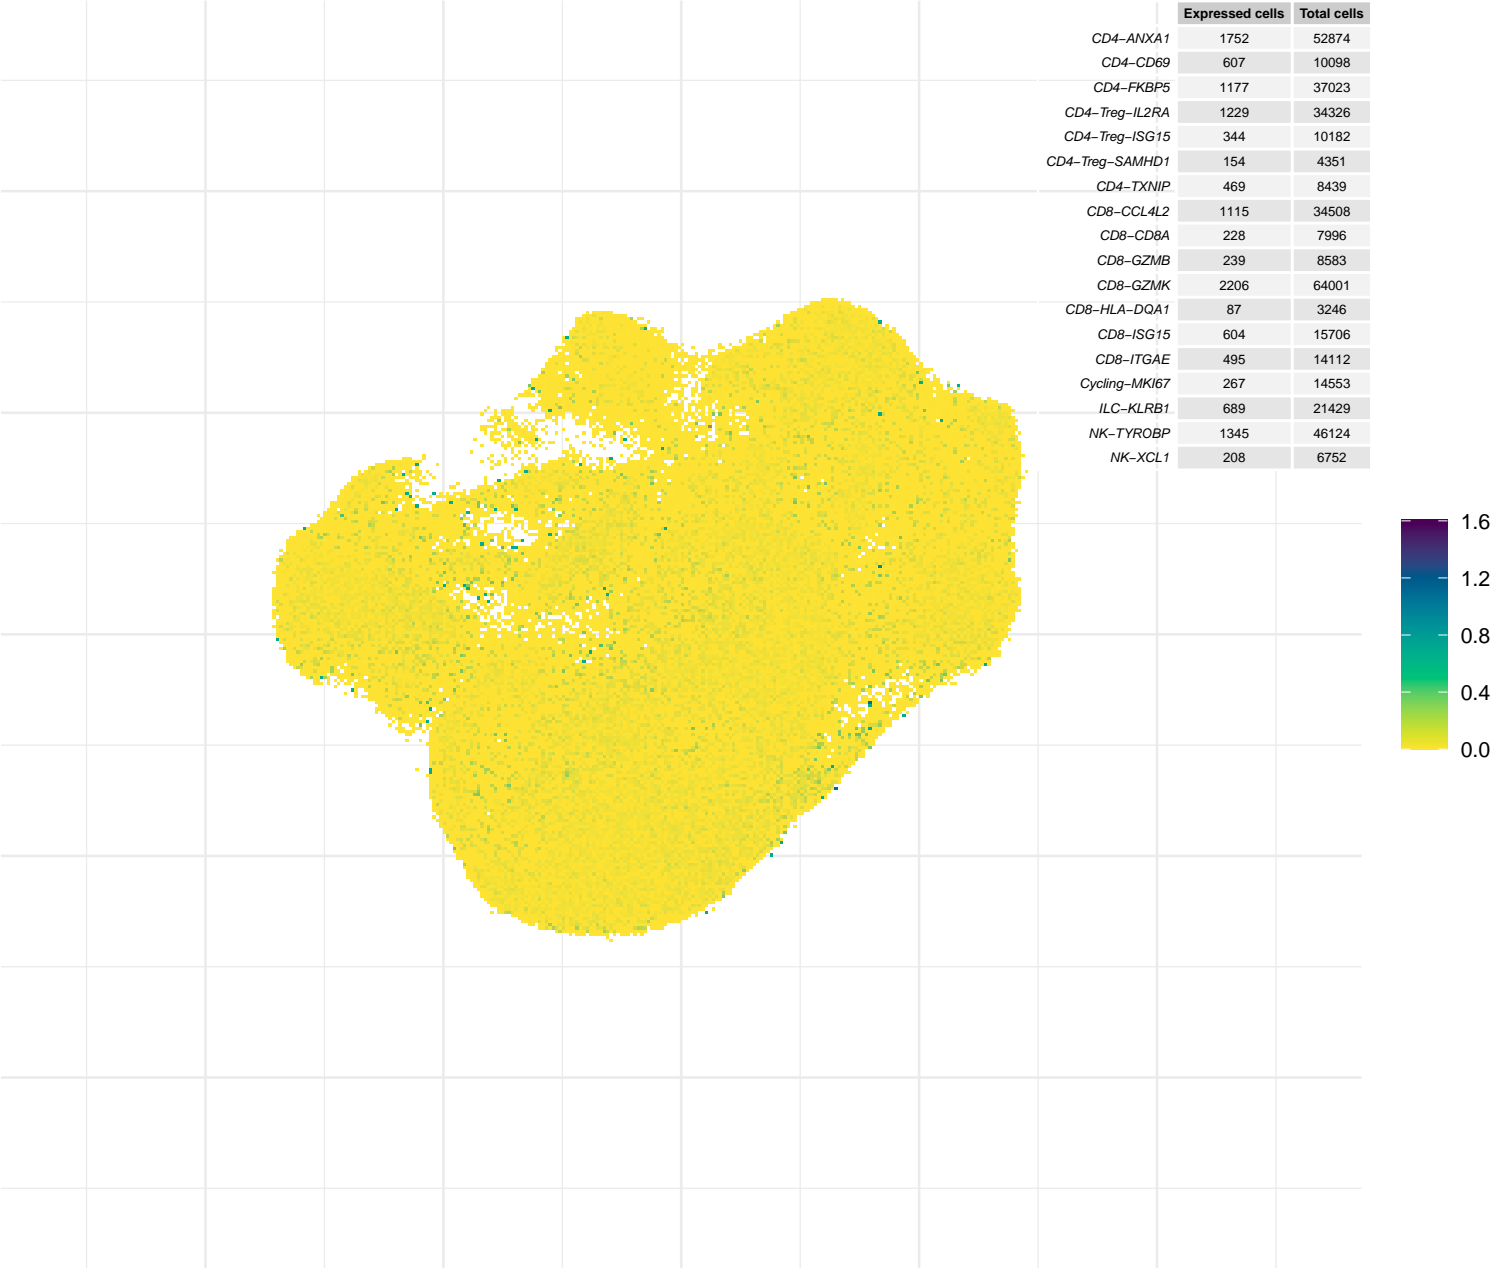 Expressed cells Total cells
CD4−ANXA1 1752 52874
CD4−CD69 607 10098
CD4−FKBP5 1177 37023
CD4−Treg−IL2RA 1229 34326
CD4−Treg−ISG15 344 10182
CD4−Treg−SAMHD1 154 4351
CD4−TXNIP 469 8439
CD8−CCL4L2 1115 34508
CD8−CD8A 228 7996
CD8−GZMB 239 8583
CD8−GZMK 2206 64001
CD8−HLA−DQA1 87 3246
CD8−ISG15 604 15706
CD8−ITGAE 495 14112
Cycling−MKI67 267 14553
ILC−KLRB1 689 21429
NK−TYROBP 1345 46124
NK−XCL1 208 6752
1.6
1.2
0.8
0.4
0.0